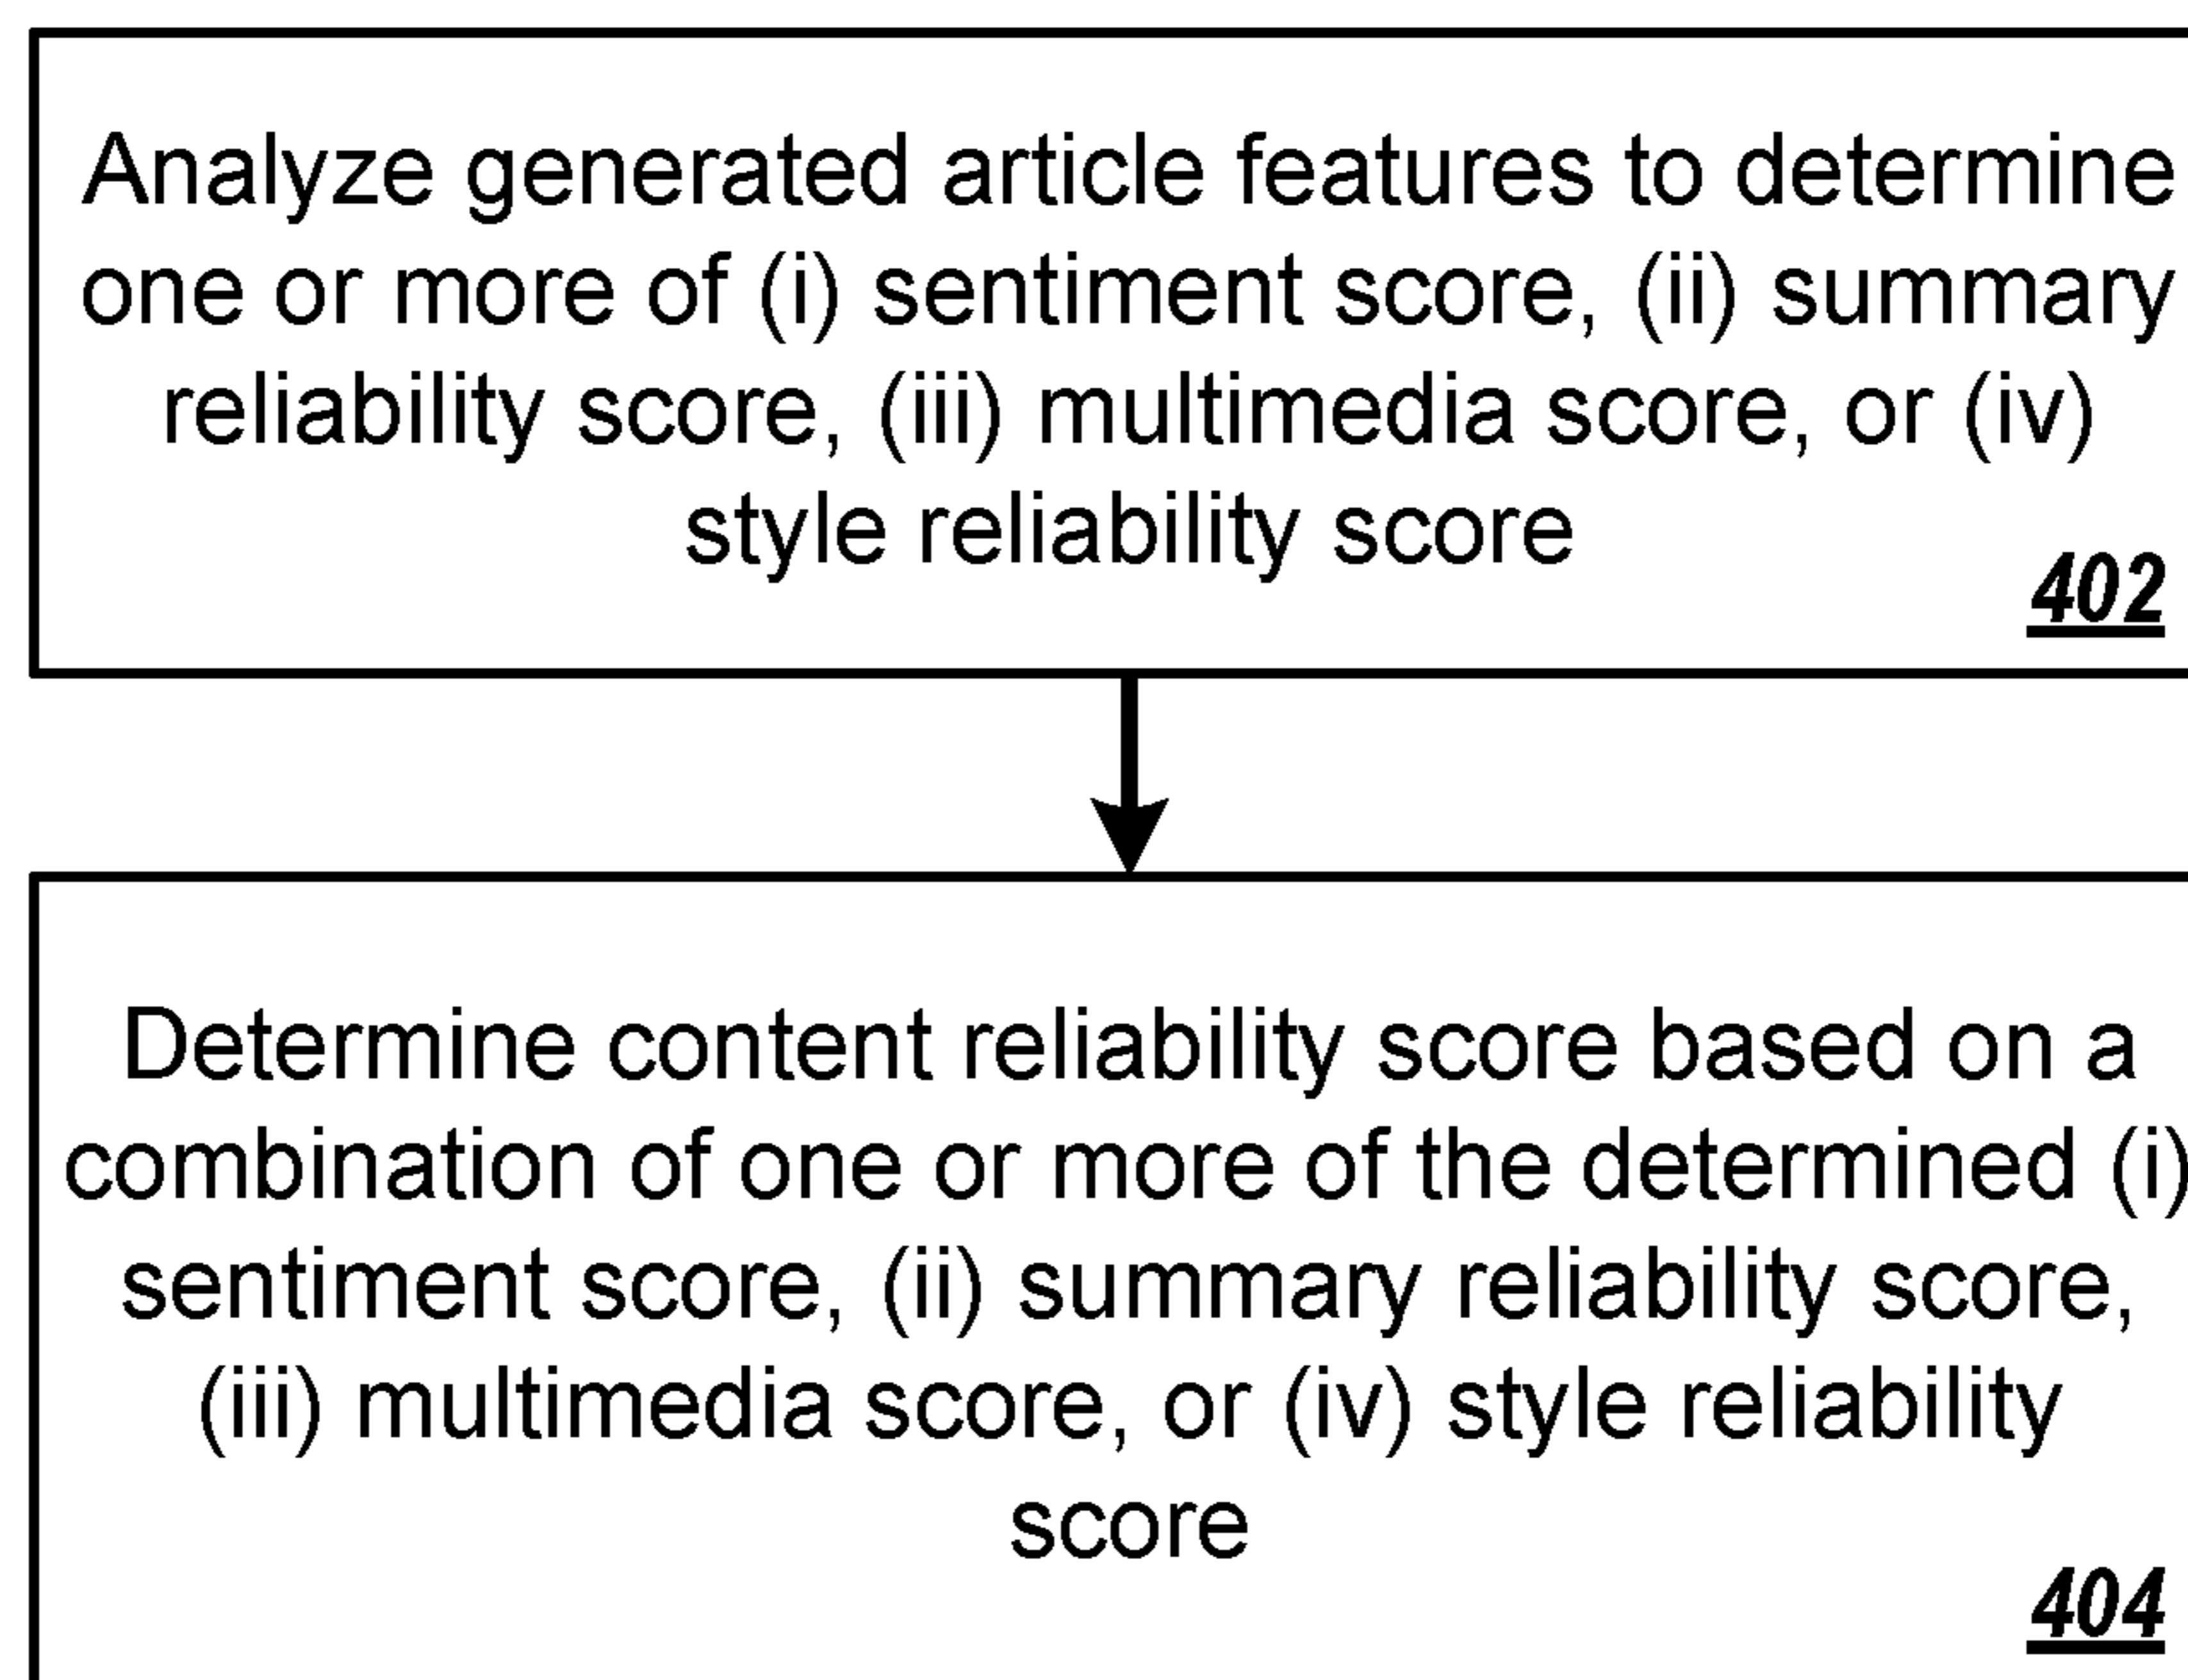 Analyze generated article features to determine
one or more of (i) sentiment score, (ii) summary
reliability score, (iii) multimedia score, or (iv)
style reliability score
402
Determine content reliability score based on a
combination of one or more of the determined (i)
sentiment score, (ii) summary reliability score,
(iii) multimedia score, or (iv) style reliability
score
404